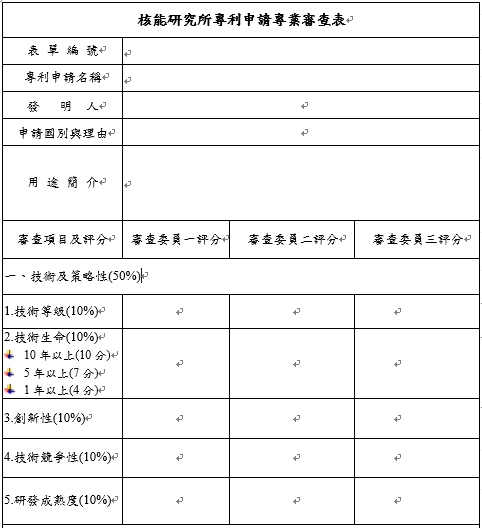 核能研究所專利申請專業審查表
表 單 編 號
專利申請名稱
發 明 人
申請國別與理由
用 途 簡 介
審查項目及評分 審查委員一評分 審查委員二評分 審查委員三評分
一、技術及策略性(50%)
1.技術等級(10%)
2.技術生命(10%)
10 年以上(10 分)
5 年以上(7 分)
1 年以上(4 分)
3.創新性(10%)
4.技術競爭性(10%)
5.研發成熟度(10%)